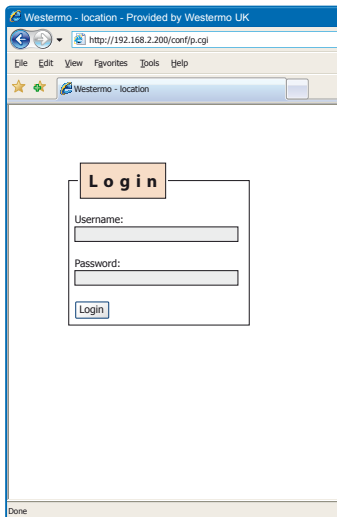 Westermo - location - Provided by Westermo UK
http://192.168.2.200/conf/p.cgi
File Edit View Favorites Tools Help
Westermo - location
Login
Username:
Password:
Login
Done